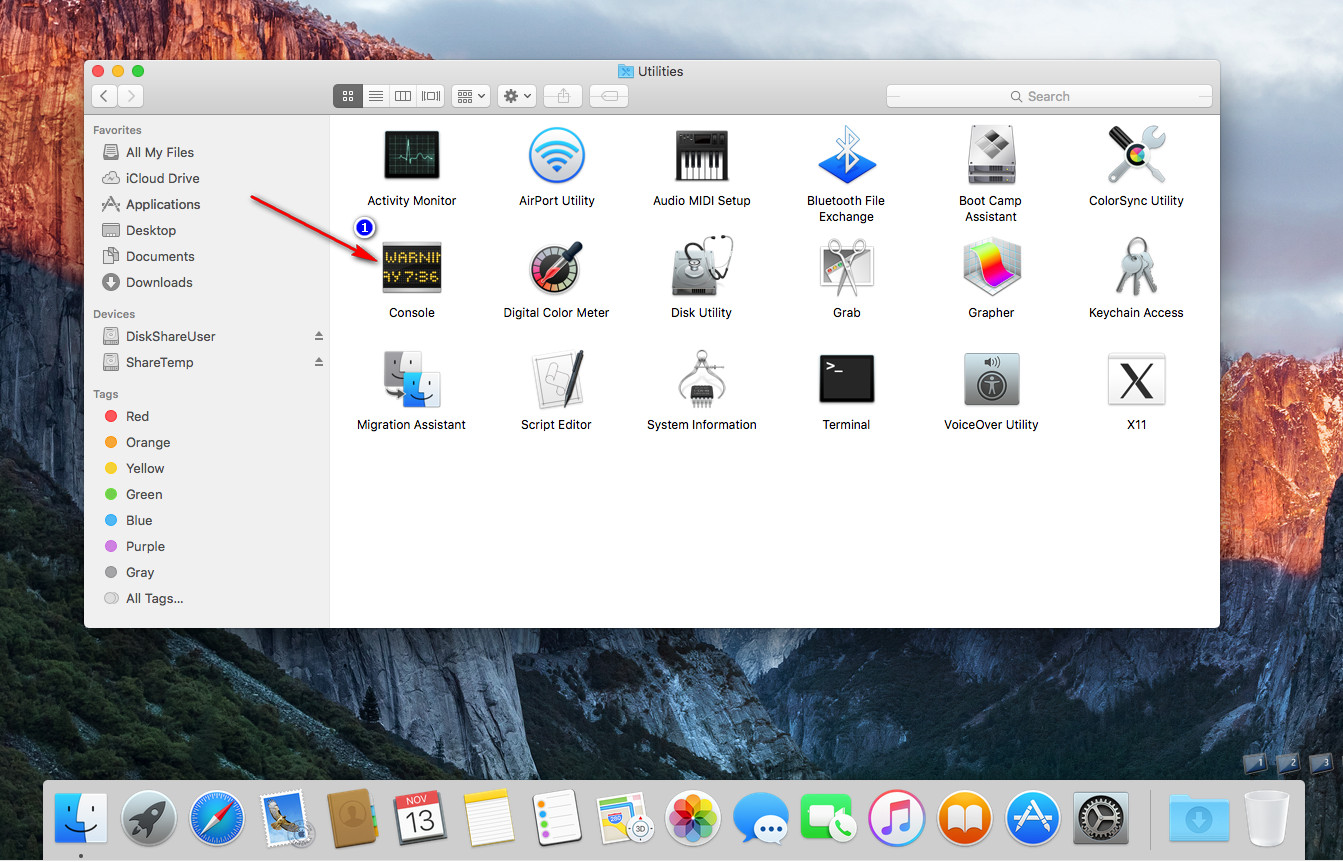 Utilities
Search
Favorites
All My Files
iCloud Drive
Applications
Desktop
Documents
Downloads
Devices
DiskShareUser
ShareTemp
Tags
Red
Orange
Yellow
Green
Blue
Purple
Gray
All Tags...
Activity Monitor
AirPort Utility
Audio MIDI Setup
Bluetooth File
Exchange
Boot Camp
Assistant
ColorSync Utility
1
WARNIN
AY 7:36
Console
Digital Color Meter
Disk Utility
Grab
Grapher
Keychain Access
Migration Assistant
Script Editor
System Information
>_
Terminal
VoiceOver Utility
X
X11
1
2
3
NOV
13
280
3D